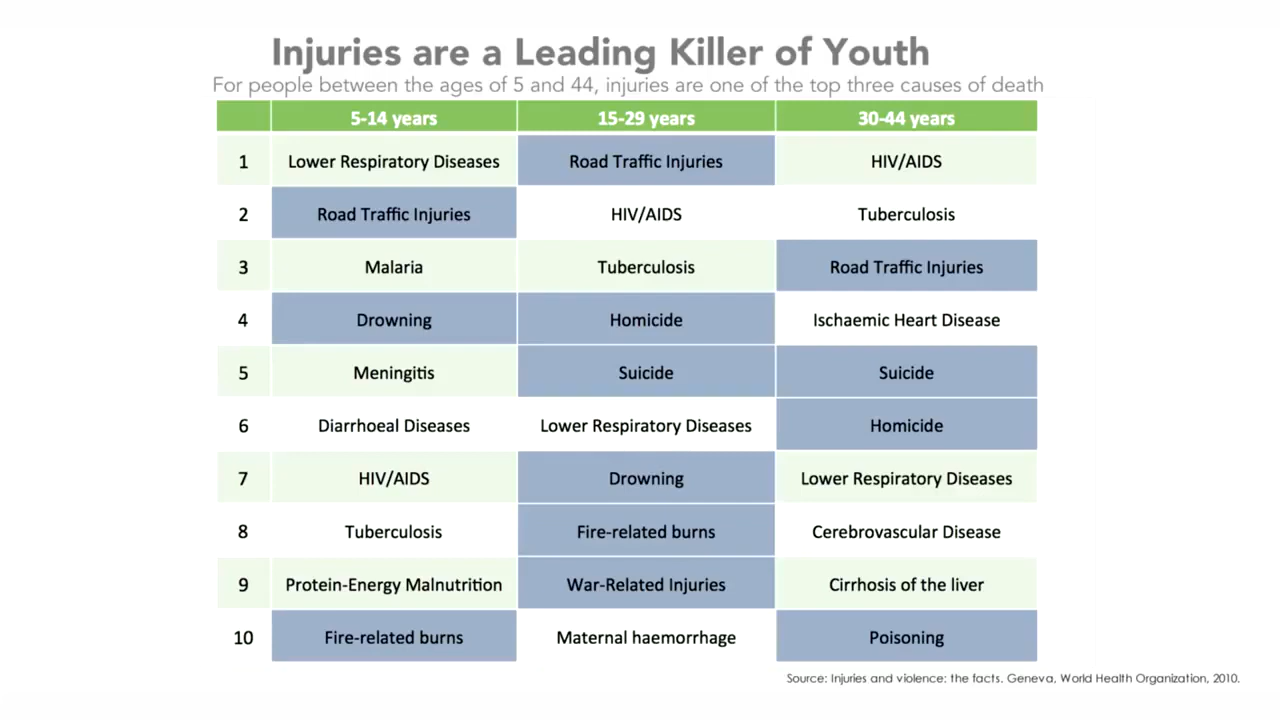 Injuries are a Leading Killer of Youth
For people between the ages of 5 and 44, injuries are one of the top three causes of death
5-14 years 15-29 years 30-44 years
1 Lower Respiratory Diseases Road Traffic Injuries HIV/AIDS
2 Road Traffic Injuries HIV/AIDS Tuberculosis
3 Malaria Tuberculosis Road Traffic Injuries
4 Drowning Homicide Ischaemic Heart Disease
5 Meningitis Suicide Suicide
6 Diarrhoeal Diseases Lower Respiratory Diseases Homicide
7 HIV/AIDS Drowning Lower Respiratory Diseases
8 Tuberculosis Fire-related burns Cerebrovascular Disease
9 Protein-Energy Malnutrition War-Related Injuries Cirrhosis of the liver
10 Fire-related burns Maternal haemorrhage Poisoning
Source: Injuries and violence: the facts. Geneva, World Health Organization, 2010.